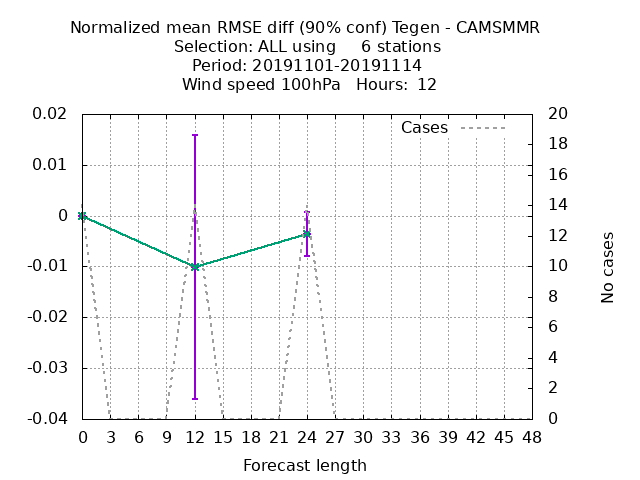 Normalized mean RMSE diff (90% conf) Tegen - CAMSMMR
Selection: ALL using 6 stations
Period: 20191101-20191114
Wind speed 100hPa Hours: 12
Cases
0.02
0.01
0
-0.01
-0.02
-0.03
-0.04
20
18
16
14
12
10
8
6
4
2
0
No cases
0 3 6 9 12 15 18 21 24 27 30 33 36 39 42 45 48
Forecast length